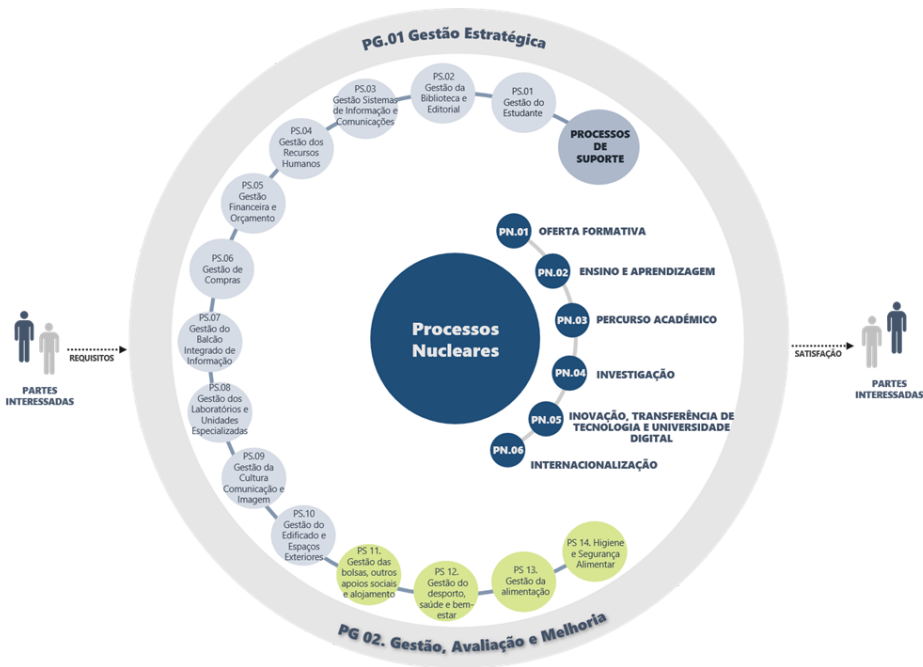 PG.01 Gestão Estratégica
PS.01
Gestão do
Estudante
PS.02
Gestão da
Biblioteca e
Editorial
PS.03
Gestão Sistemas
de Informação e
Comunicações
PS.04
Gestão dos
Recursos
Humanos
PS.05
Gestão
Financeira e
Orçamento
PS.06
Gestão de
Compras
PS.07
Gestão do
Balcão
Integrado de
Informação
PS.08
Gestão dos
Laboratórios e
Unidades
Especializadas
PS.09
Gestão da
Cultura
Comunicação e
Imagem
PS.10
Gestão do
Edificado e
Espaços
Exteriores
PS 11.
Gestão das
bolsas, outros
apoios sociais
e alojamento
PS 12.
Gestão do
desporto,
saúde e bem-
estar
PS 13.
Gestão da
alimentação
PS 14. Higiene
e Segurança
Alimentar
PROCESSOS
DE
SUPORTE
Processos
Nucleares
PN.01 OFERTA FORMATIVA
PN.02 ENSINO E APRENDIZAGEM
PN.03 PERCURSO ACADÉMICO
PN.04 INVESTIGAÇÃO
PN.05 INOVAÇÃO, TRANSFERÊNCIA DE
TECNOLOGIA E UNIVERSIDADE
DIGITAL
PN.06 INTERNACIONALIZAÇÃO
REQUISITOS
PARTES
INTERESSADAS
SATISFAÇÃO
PARTES
INTERESSADAS
PG 02. Gestão, Avaliação e Melhoria